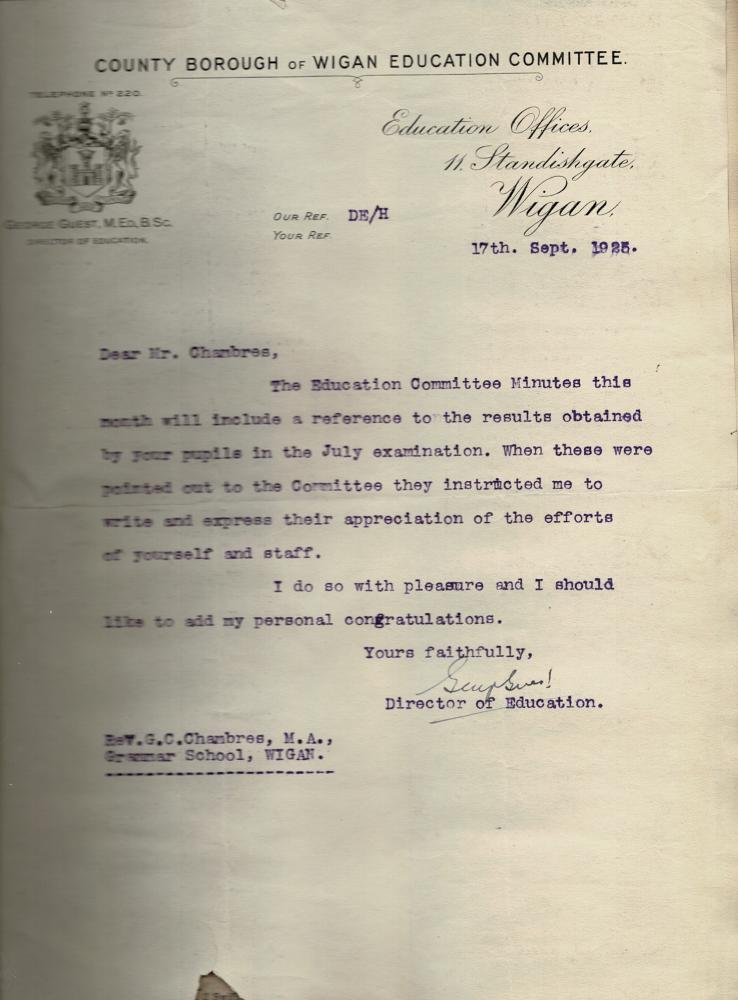 COUNTY BOROUGH OF WIGAN EDUCATION COMMITTEE.
TELEPHONE Nº 220.
Education Offices,
11, Standishgate,
Wigan,
GEORGE GUEST, M.ED., B.SC.
DIRECTOR OF EDUCATION.
OUR REF. DE/H
YOUR REF.
17th. Sept. 1925.
Dear Mr. Chambres,
The Education Committee Minutes this
month will include a reference to the results obtained
by your pupils in the July examination. When these were
pointed out to the Committee they instructed me to
write and express their appreciation of the efforts
of yourself and staff.
I do so with pleasure and I should
like to add my personal congratulations.
Yours faithfully,
Director of Education.
Rev.G.C.Chambres, M.A.,
Grammar School, WIGAN.